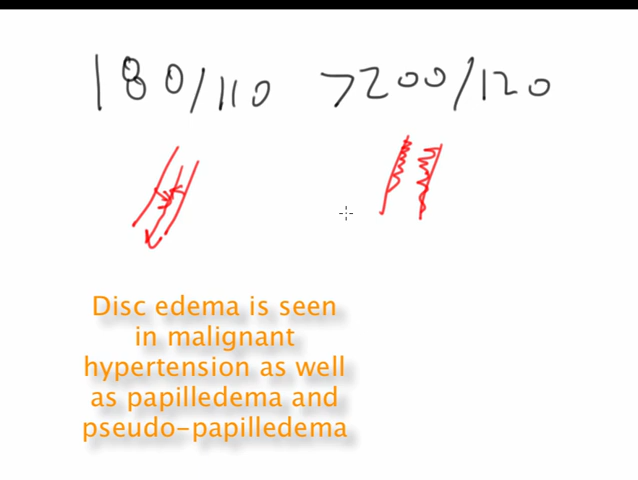 180/110 >200/120
Disc edema is seen
in malignant
hypertension as well
as papilledema and
pseudo-papilledema